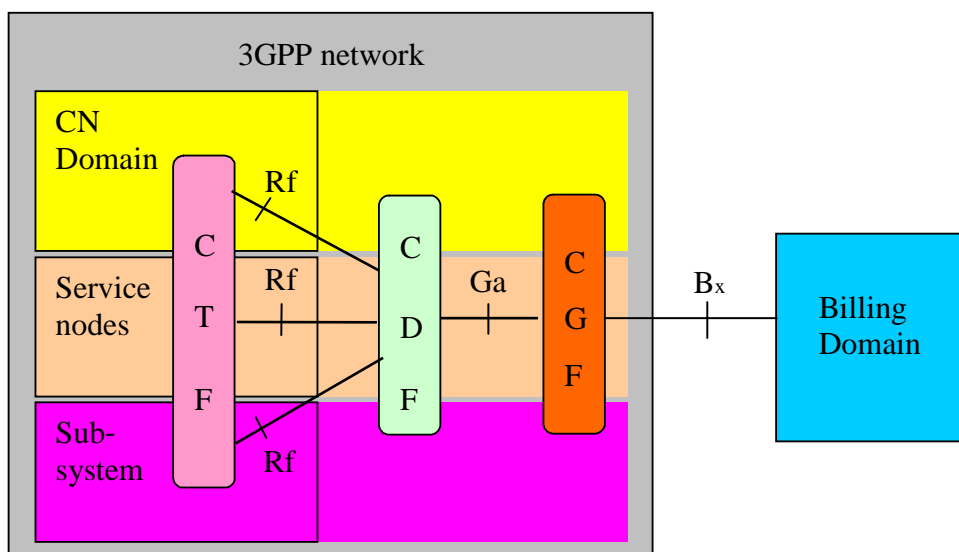 3GPP network
CN
Domain
Rf
C
T
F
Service
nodes
Rf
Sub-
system
Rf
C
D
F
Ga
C
G
F
Bx
Billing
Domain